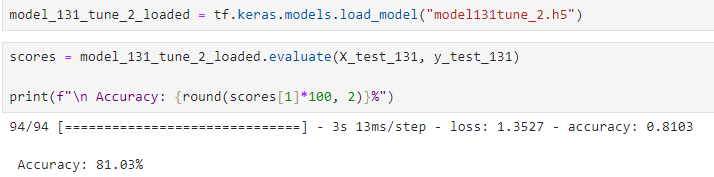 model_131_tune_2_loaded = tf.keras.models.load_model("model131tune_2.h5")
scores = model_131_tune_2_loaded.evaluate(X_test_131, y_test_131)
print(f"\n Accuracy: {round(scores[1]*100, 2)}%")
94/94 [==============================] - 3s 13ms/step - loss: 1.3527 - accuracy: 0.8103
Accuracy: 81.03%